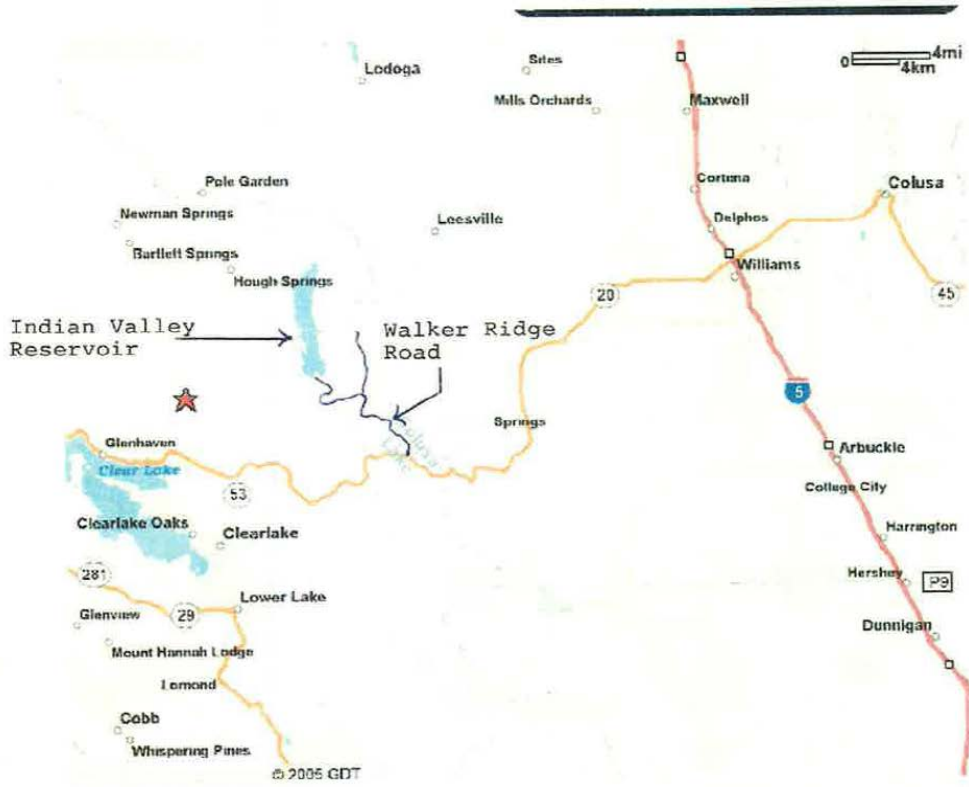 Lodoga
Sites
4mi
0
4km
Mills Orchards
Maxwell
Pole Garden
Cortena
Colusa
Newman Springs
Leesville
Delphos
Bartlett Springs
Williams
Hough Springs
20
45
Indian Valley
Reservoir
Walker Ridge
Road
5
Springs
Glenhaven
Colusa
Lake
Clear Lake
Arbuckle
53
College City
Clearlake Oaks
Clearlake
Harrington
281
Hershey
P9
29
Lower Lake
Glenview
Dunnigan
Mount Hannah Lodge
Lomond
Cobb
Whispering Pines
© 2005 GDT